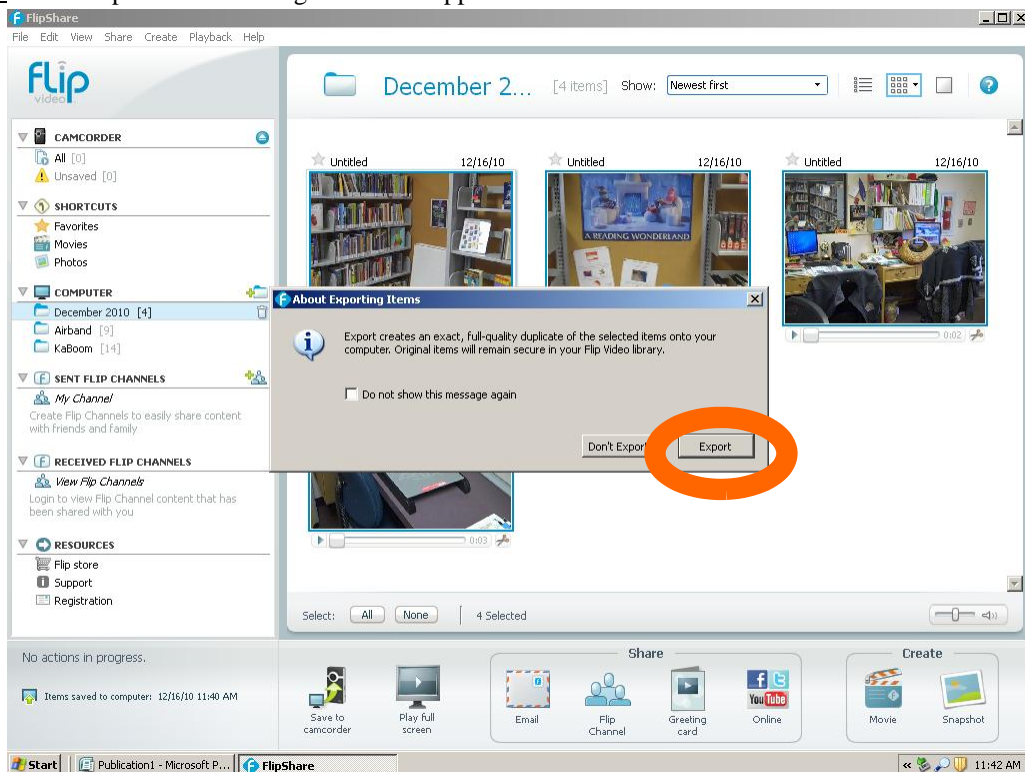 FlipShare
File Edit View Share Create Playback Help
flip
video
December 2... [4 items] Show: Newest first
CAMCORDER
All [0]
Unsaved [0]
SHORTCUTS
Favorites
Movies
Photos
COMPUTER
December 2010 [4]
Airband [9]
KaBoom [14]
SENT FLIP CHANNELS
My Channel
Create Flip Channels to easily share content
with friends and family
RECEIVED FLIP CHANNELS
View Flip Channels
Login to view Flip Channel content that has
been shared with you
RESOURCES
Flip store
Support
Registration
Untitled 12/16/10
Untitled 12/16/10
Untitled 12/16/10
A READING WONDERLAND
0:02
About Exporting Items
Export creates an exact, full-quality duplicate of the selected items onto your
computer. Original items will remain secure in your Flip Video library.
Do not show this message again
Don't Expor Export
0:03
Select: All None 4 Selected
No actions in progress.
Items saved to computer: 12/16/10 11:40 AM
Share
Create
Save to
camcorder
Play full
screen
Email
Flip
Channel
Greeting
card
You Tube
Online
Movie
Snapshot
Start Publication1 - Microsoft P... FlipShare « 11:42 AM